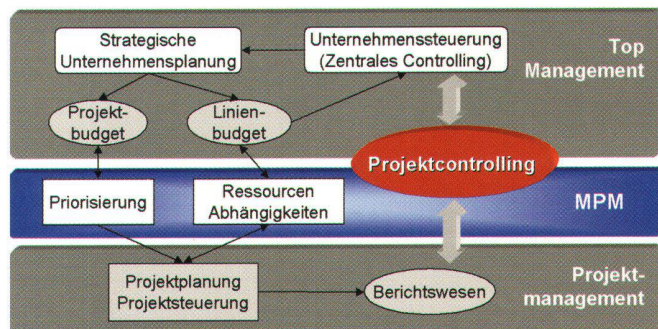 Strategische
Unternehmensplanung
Unternehmenssteuerung
(Zentrales Controlling)
Top
Management
Projekt-
budget
Linien-
budget
Projektcontrolling
Priorisierung
Ressourcen
Abhängigkeiten
MPM
Projektplanung
Projektsteuerung
Berichtswesen
Projekt-
management